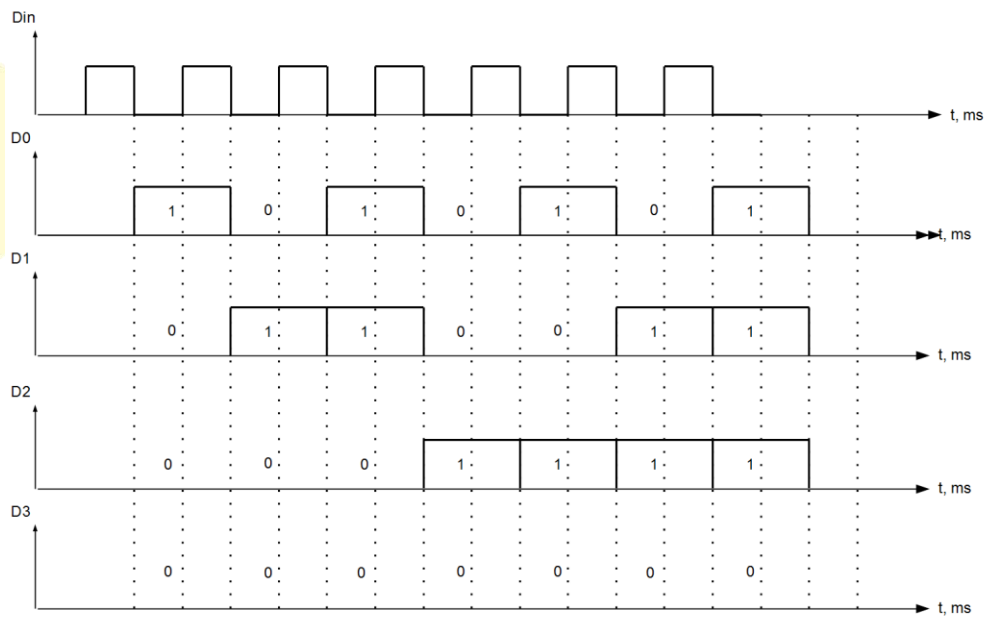 Din
t, ms
D0
1 0 1 0 1 0 1
t, ms
D1
0 1 1 0 0 1 1
t, ms
D2
0 0 0 1 1 1 1
t, ms
D3
0 0 0 0 0 0 0
t, ms